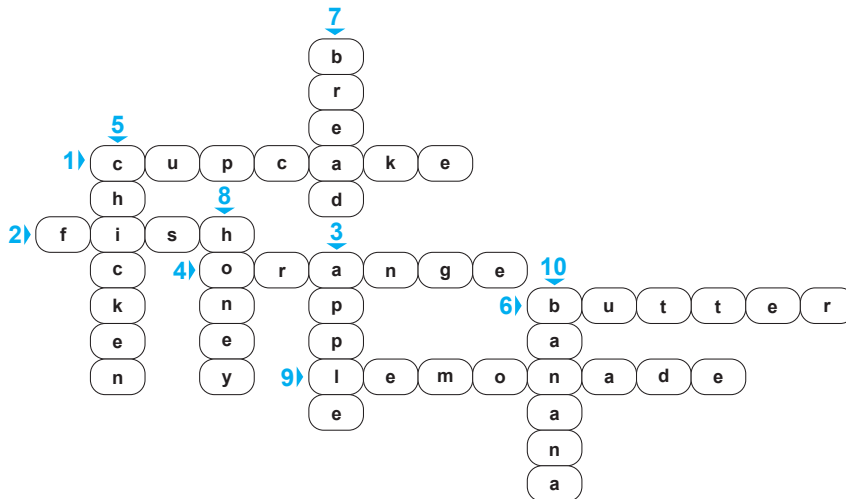 7
b
r
5
e
1 c u p c a k e
h 8 d
2 f i s h 3
c 4 o r a n g e 10
k n p 6 b u t t e r
e e p a
n y 9 l e m o n a d e
e a
n
a